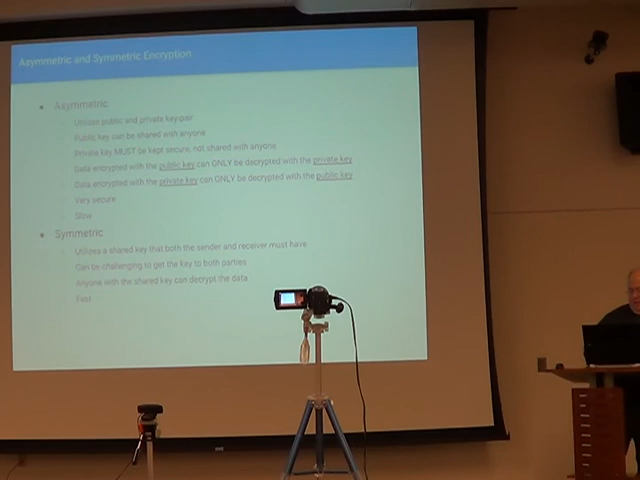 Asymmetric and Symmetric Encryption
Asymmetric
Utilizes public and private key-pair
Public key can be shared with anyone
Private key MUST be kept secure, not shared with anyone
Data encrypted with the public key can ONLY be decrypted with the private key
Data encrypted with the private key can ONLY be decrypted with the public key
Very secure
Slow
Symmetric
Utilizes a shared key that both the sender and receiver must have
Can be challenging to get the key to both parties
Anyone with the shared key can decrypt the data
Fast